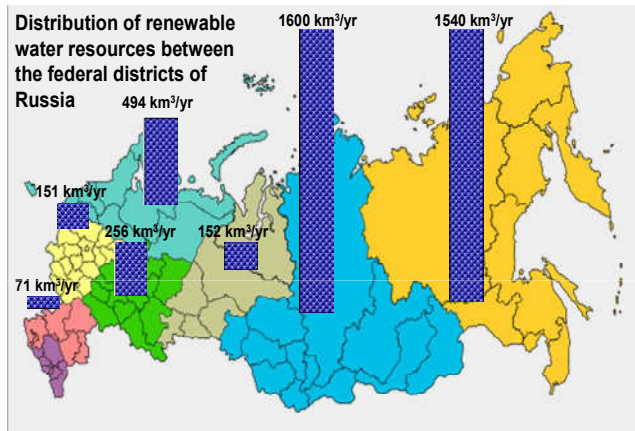 Distribution of renewable
water resources between
the federal districts of
Russia
1600 km³/yr
1540 km³/yr
494 km³/yr
151 km³/yr
256 km³/yr
152 km³/yr
71 km³/yr